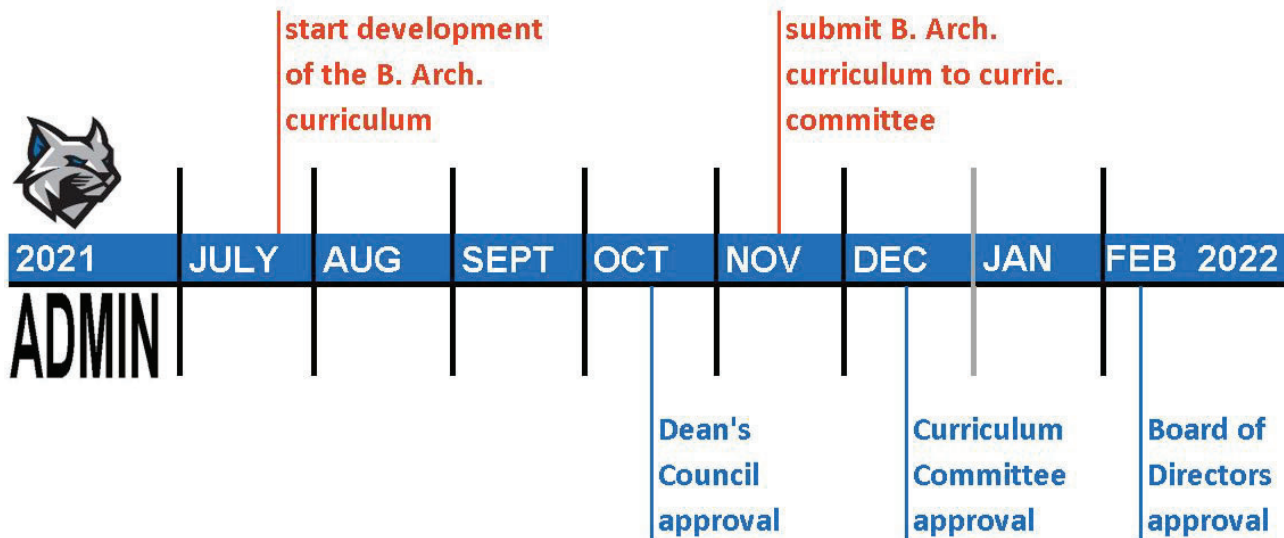 start development
of the B. Arch.
curriculum
submit B. Arch.
curriculum to curric.
committee
2021 JULY AUG SEPT OCT NOV DEC JAN FEB 2022
ADMIN
Dean's
Council
approval
Curriculum
Committee
approval
Board of
Directors
approval